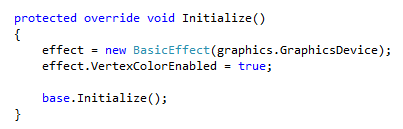 protected override void Initialize()
{
    effect = new BasicEffect(graphics.GraphicsDevice);
    effect.VertexColorEnabled = true;

    base.Initialize();
}